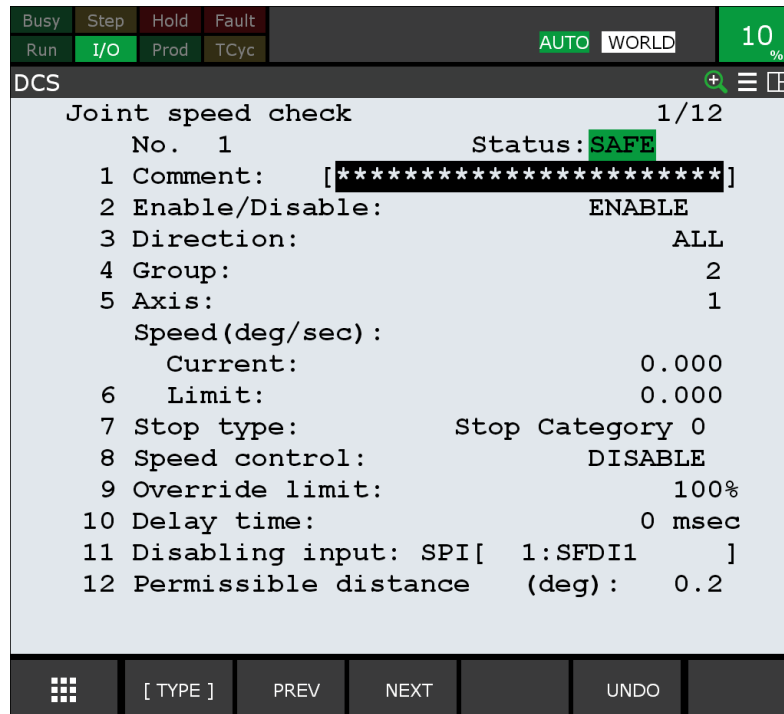 Busy Step Hold Fault
Run I/O Prod TCyc AUTO WORLD 10 %
DCS
Joint speed check 1/12
No. 1 Status:SAFE
1 Comment: [***********************]
2 Enable/Disable: ENABLE
3 Direction: ALL
4 Group: 2
5 Axis: 1
Speed(deg/sec):
Current: 0.000
6 Limit: 0.000
7 Stop type: Stop Category 0
8 Speed control: DISABLE
9 Override limit: 100%
10 Delay time: 0 msec
11 Disabling input: SPI[ 1:SFDI1 ]
12 Permissible distance (deg): 0.2
[ TYPE ] PREV NEXT UNDO